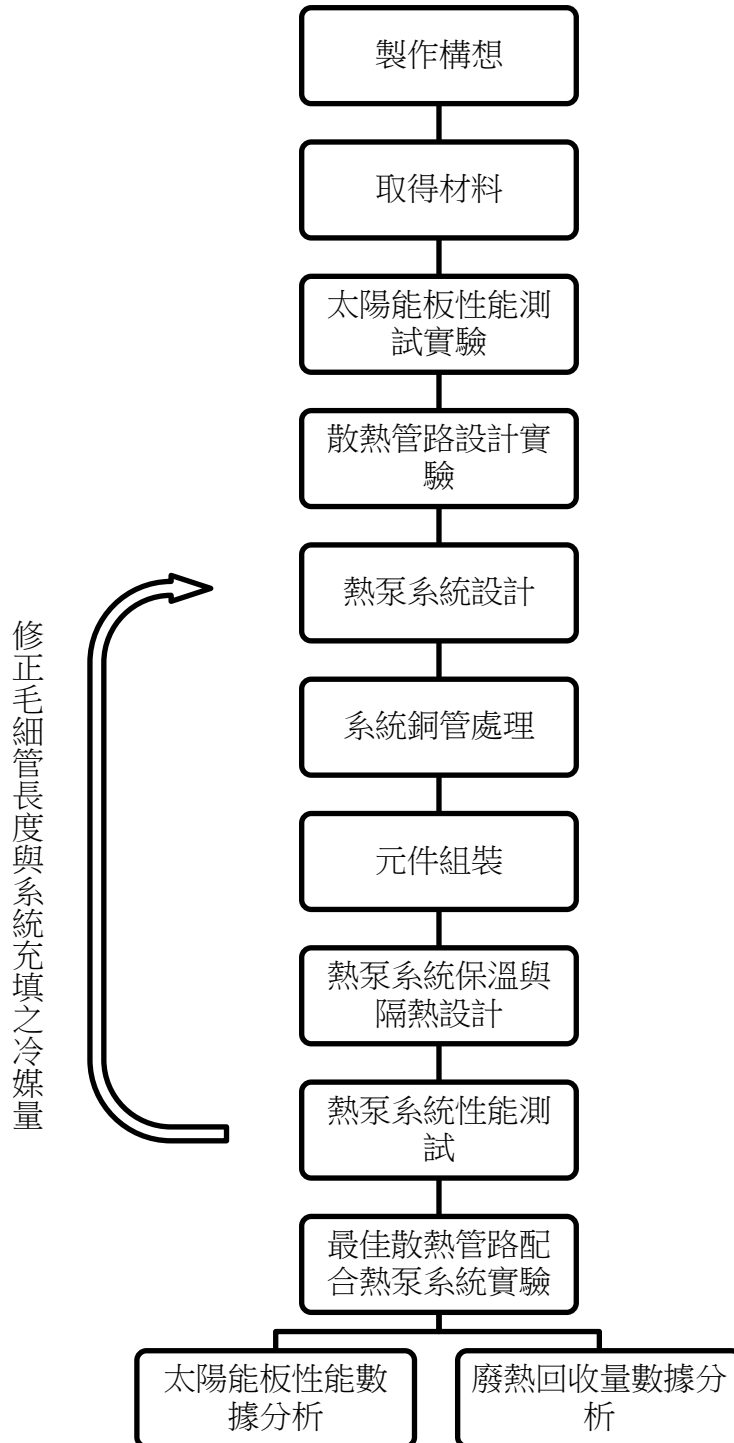 製作構想
取得材料
太陽能板性能測
試實驗
散熱管路設計實
驗
熱泵系統設計
系統銅管處理
元件組裝
熱泵系統保溫與
隔熱設計
熱泵系統性能測
試
最佳散熱管路配
合熱泵系統實驗
太陽能板性能數
據分析
廢熱回收量數據分
析
修正毛細管長度與系統充填之冷媒量